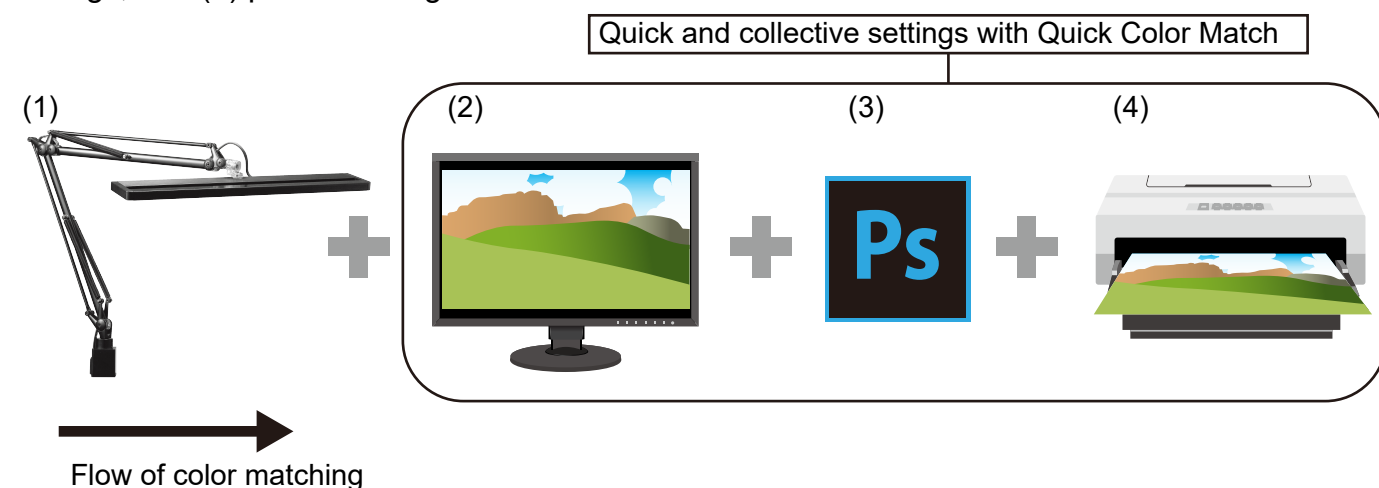 Quick and collective settings with Quick Color Match
(1)
(2)
(3)
(4)
Ps
Flow of color matching